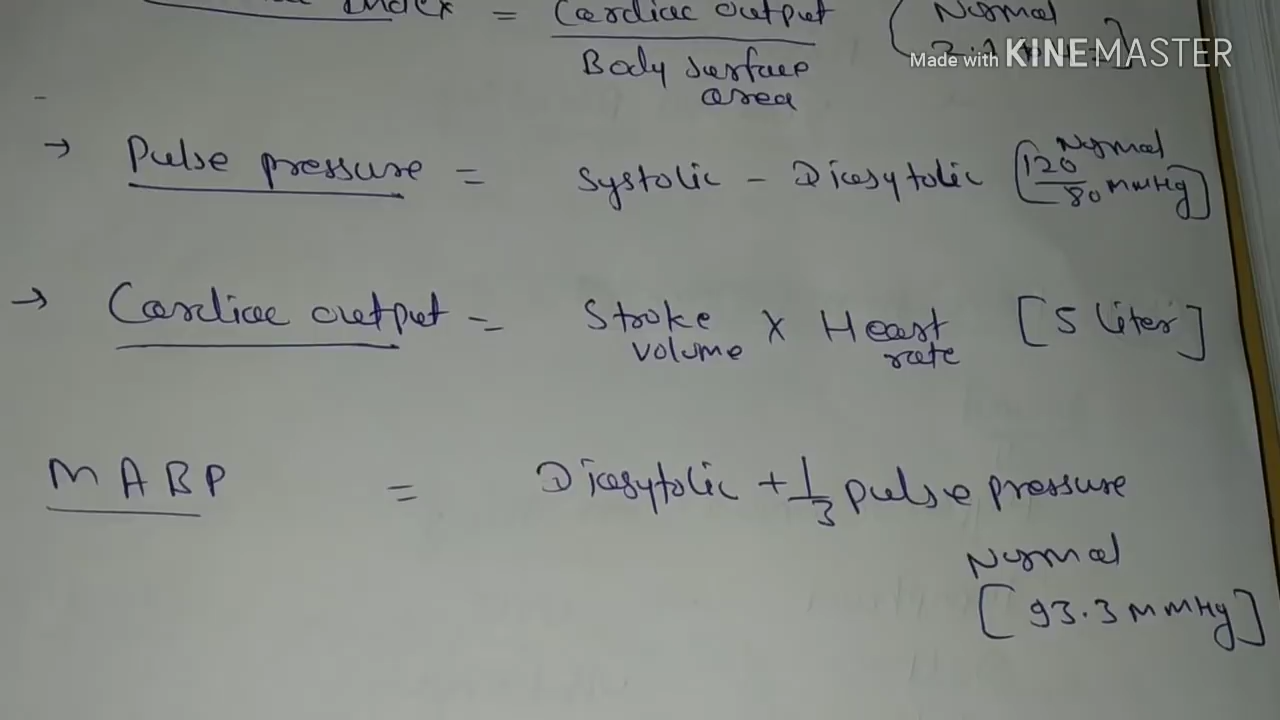 Index = Cardiac output [Normal
Body surface
area
Made with KINEMASTER
→ Pulse pressure = Systolic - Diasytolic [Normal
120/80 mmHg]
→ Cardiac output = Stroke volume X Heart rate [5 liter]
MABP = Diasytolic + 1/3 pulse pressure
Normal
[93.3 mmHg]